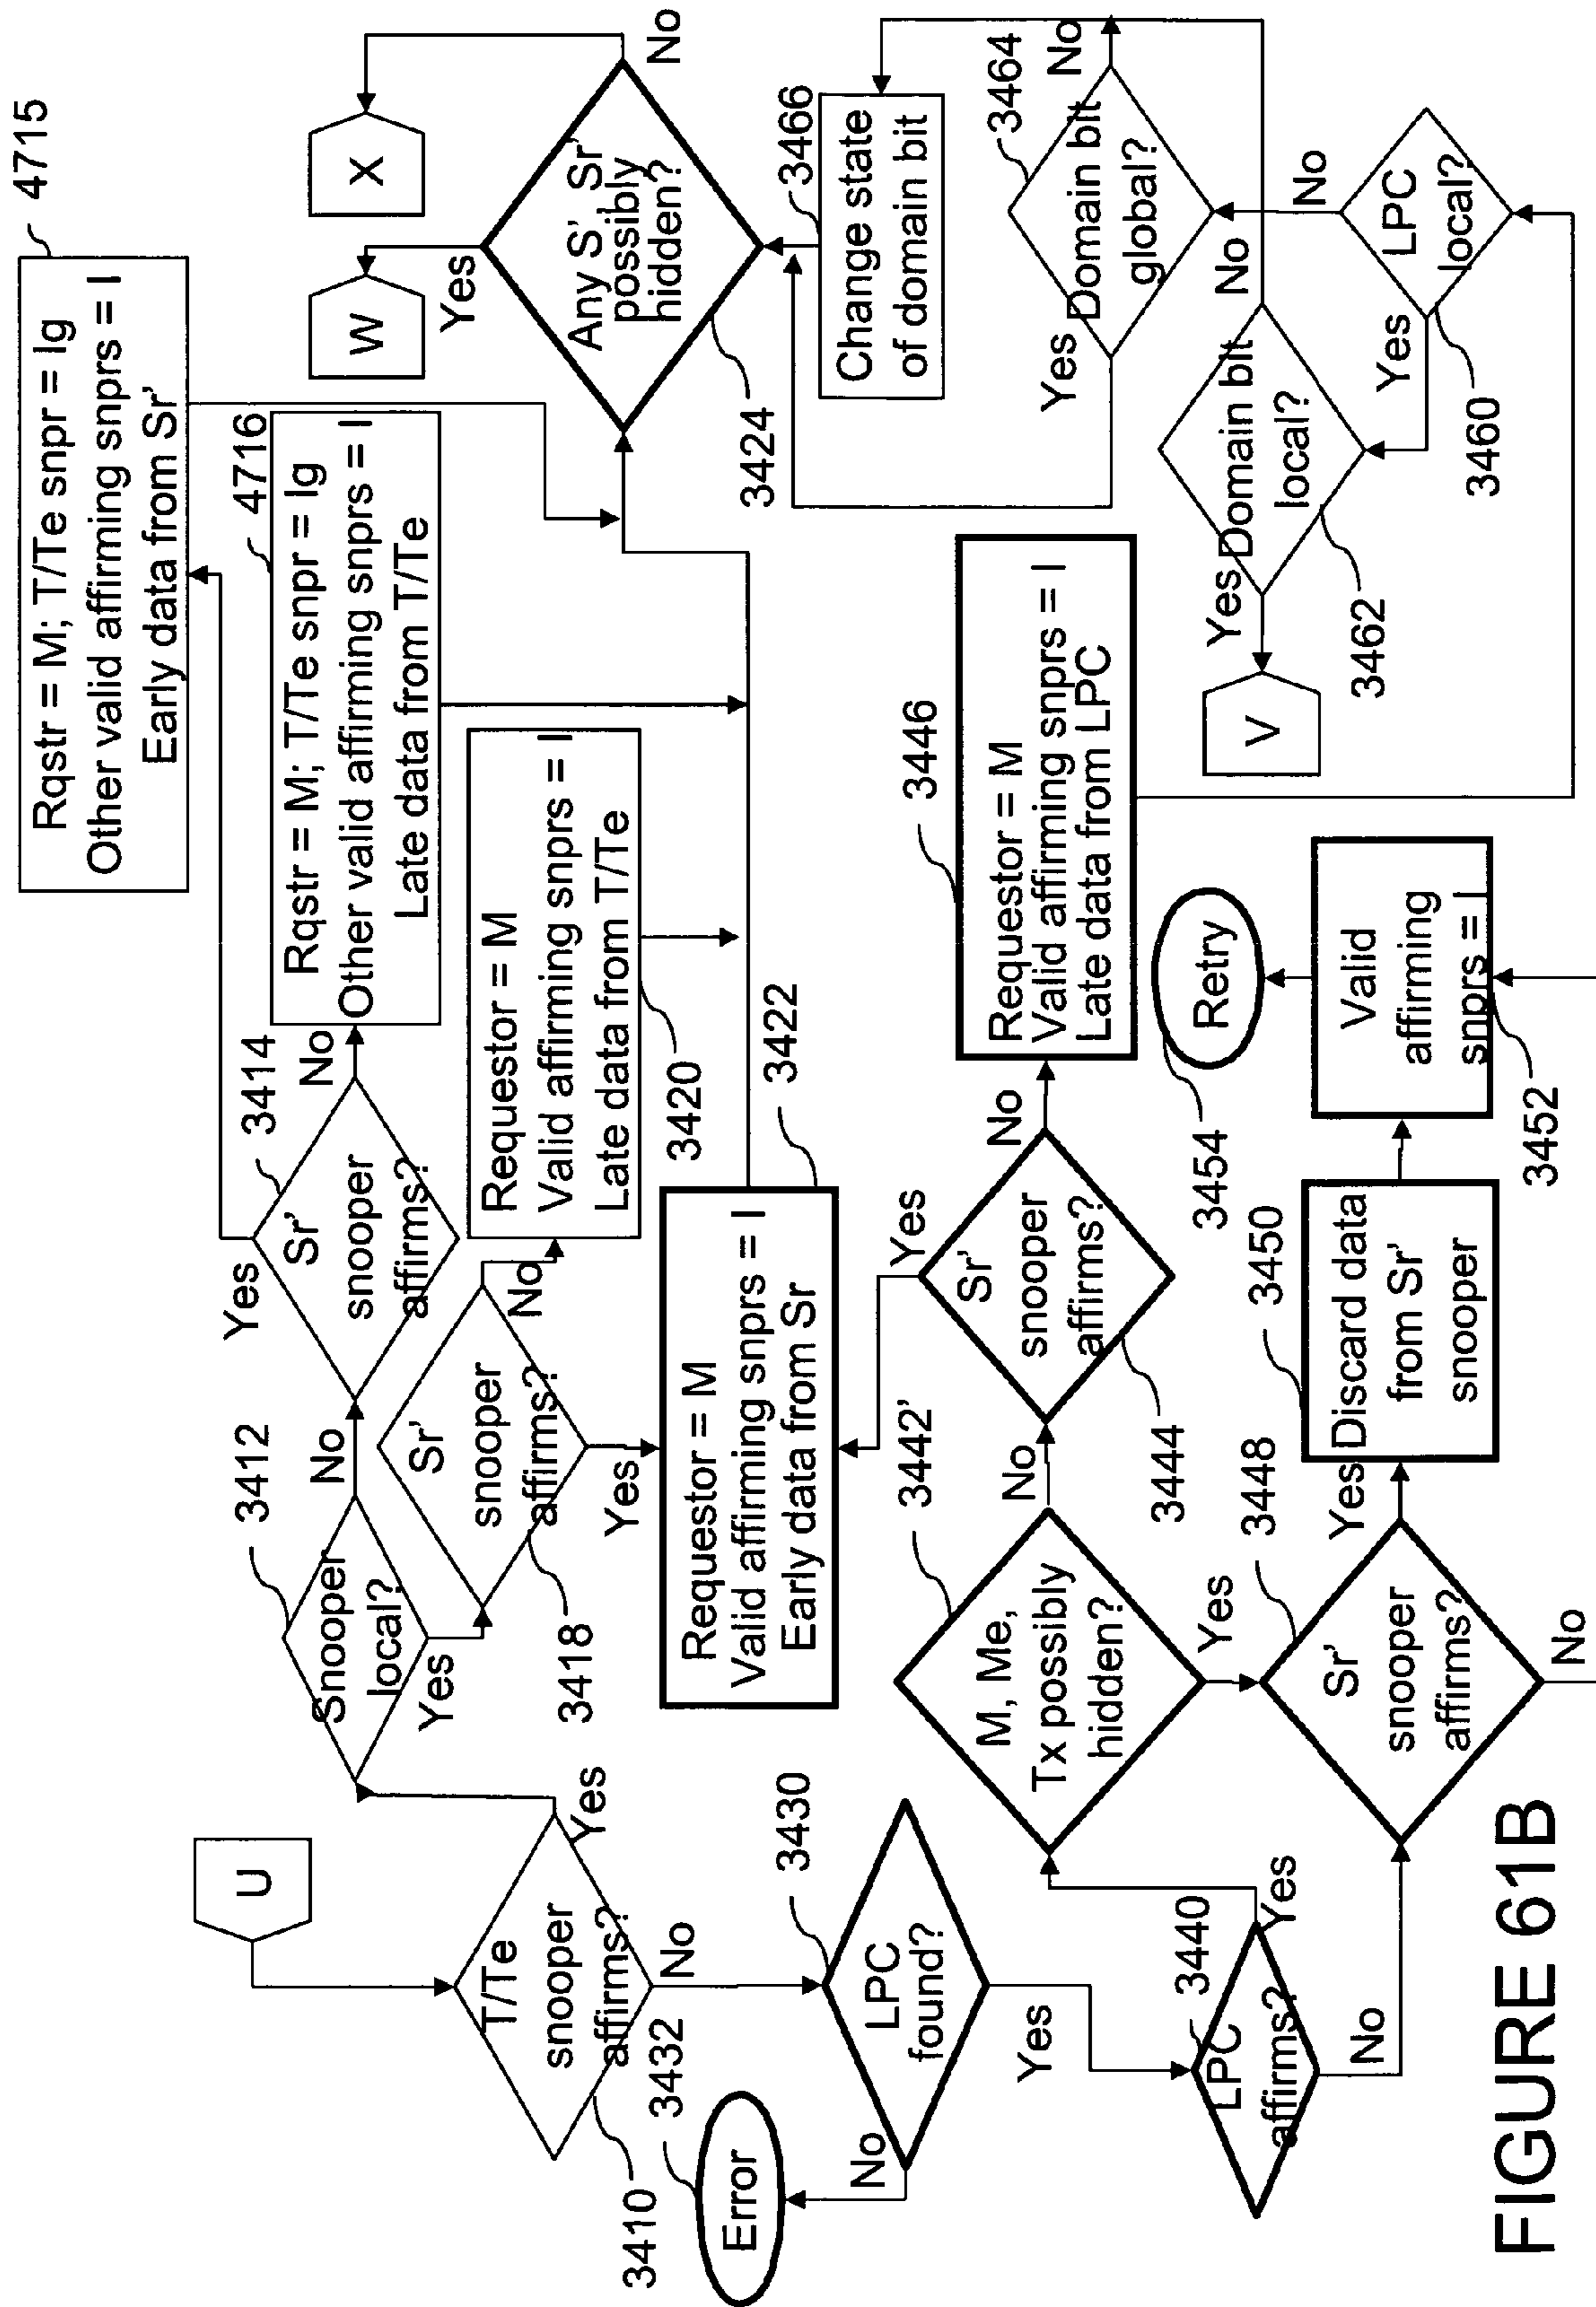 U
T/Te
snooper
affirms?
3410
Yes
No
Snooper
local?
3412
No
Yes
Sr'
snooper
affirms?
3414
Yes
No
Rqstr = M; T/Te snpr = Ig
Other valid affirming snprs = I
Early data from Sr'
4715
Rqstr = M; T/Te snpr = Ig
Other valid affirming snprs = I
Late data from T/Te
4716
Sr'
snooper
affirms?
3418
No
Yes
Requestor = M
Valid affirming snprs = I
Late data from T/Te
3420
Requestor = M
Valid affirming snprs = I
Early data from Sr
3422
W
X
Yes
No
Any S', Sr'
possibly
hidden?
3424
Error
3432
No
LPC
found?
3430
Yes
LPC
affirms?
3440
Yes
No
M, Me,
Tx possibly
hidden?
3442'
No
Yes
Sr'
snooper
affirms?
3444
Yes
No
Requestor = M
Valid affirming snprs = I
Late data from LPC
3446
Sr'
snooper
affirms?
3448
Yes
No
Discard data
from Sr'
snooper
3450
Valid
affirming
snprs = I
3452
Retry
3454
Change state
of domain bit
3466
Domain bit
global?
3464
Yes
No
V
Yes
Domain bit
local?
3462
No
LPC
local?
3460
Yes
No
FIGURE 61B